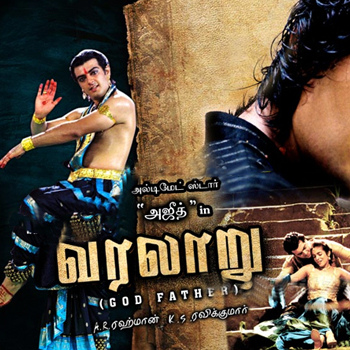 அல்டிமேட் ஸ்டார்
"அஜீத்" in
வரலாறு
(GOD FATHER)
A.R.ரஹ்மான் K.S.ரவிக்குமார்